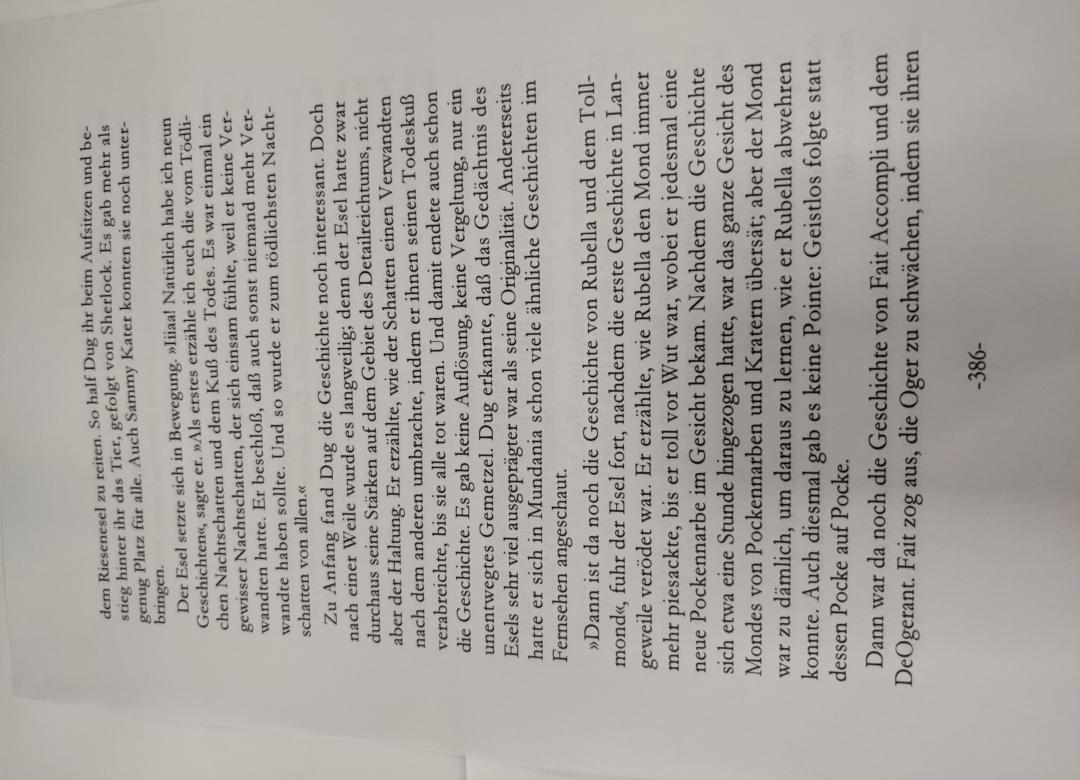 dem Riesenesel zu reiten. So half Dug ihr beim Aufsitzen und be-
stieg hinter ihr das Tier, gefolgt von Sherlock. Es gab mehr als
genug Platz für alle. Auch Sammy Kater konnten sie noch unter-
bringen.
Der Esel setzte sich in Bewegung. »Iiiaa! Natürlich habe ich neun
Geschichten«, sagte er. »Als erstes erzähle ich euch die vom Tödli-
chen Nachtschatten und dem Kuß des Todes. Es war einmal ein
gewisser Nachtschatten, der sich einsam fühlte, weil er keine Ver-
wandten hatte. Er beschloß, daß auch sonst niemand mehr Ver-
wandte haben sollte. Und so wurde er zum tödlichsten Nacht-
schatten von allen.«
Zu Anfang fand Dug die Geschichte noch interessant. Doch
nach einer Weile wurde es langweilig; denn der Esel hatte zwar
durchaus seine Stärken auf dem Gebiet des Detailreichtums, nicht
aber der Haltung. Er erzählte, wie der Schatten einen Verwandten
nach dem anderen umbrachte, indem er ihnen seinen Todeskuß
verabreichte, bis sie alle tot waren. Und damit endete auch schon
die Geschichte. Es gab keine Auflösung, keine Vergeltung, nur ein
unentwegtes Gemetzel. Dug erkannte, daß das Gedächtnis des
Esels sehr viel ausgeprägter war als seine Originalität. Andererseits
hatte er sich in Mundania schon viele ähnliche Geschichten im
Fernsehen angeschaut.
»Dann ist da noch die Geschichte von Rubella und dem Toll-
mond«, fuhr der Esel fort, nachdem die erste Geschichte in Lan-
geweile verödet war. Er erzählte, wie Rubella den Mond immer
mehr piesackte, bis er toll vor Wut war, wobei er jedesmal eine
neue Pockennarbe im Gesicht bekam. Nachdem die Geschichte
sich etwa eine Stunde hingezogen hatte, war das ganze Gesicht des
Mondes von Pockennarben und Kratern übersät; aber der Mond
war zu dämlich, um daraus zu lernen, wie er Rubella abwehren
konnte. Auch diesmal gab es keine Pointe: Geistlos folgte statt
dessen Pocke auf Pocke.
Dann war da noch die Geschichte von Fait Accompli und dem
DeOgerant. Fait zog aus, die Oger zu schwächen, indem sie ihren
-386-